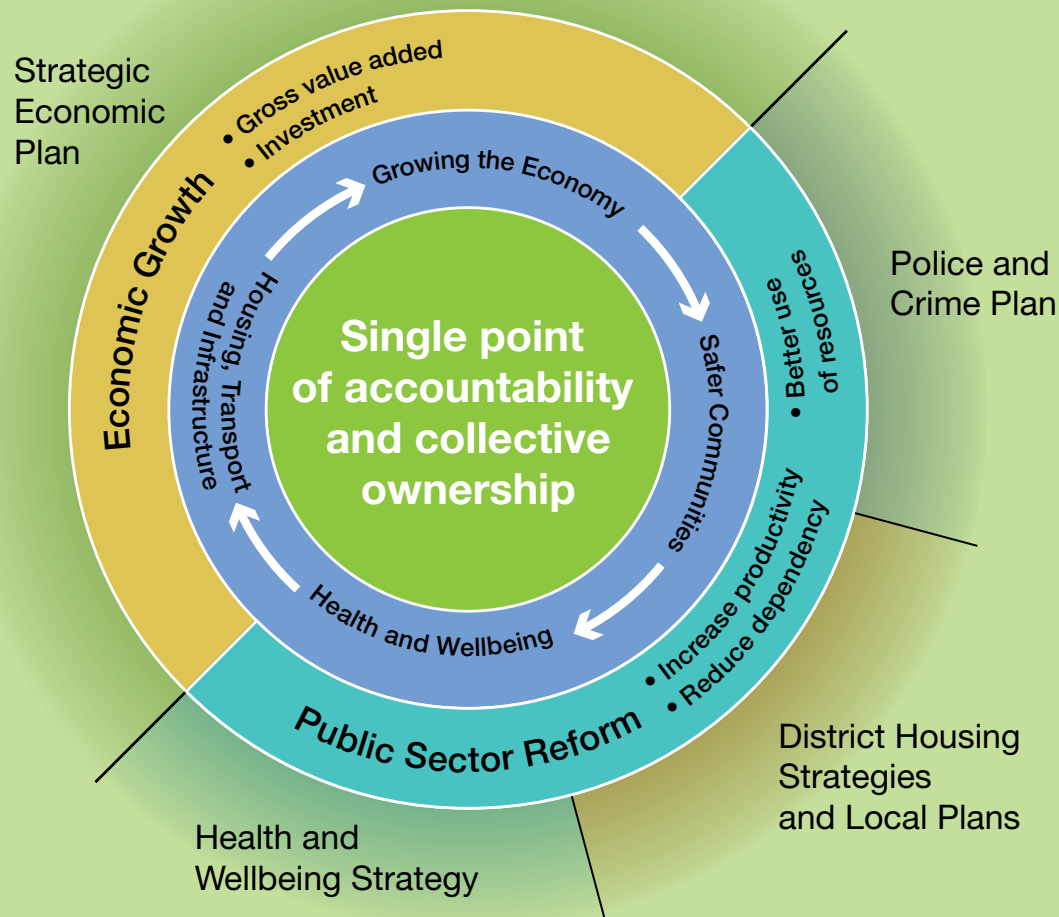 Strategic
Economic
Plan
• Gross value added
• Investment
Economic Growth
Growing the Economy
Housing, Transport
and Infrastructure
Single point
of accountability
and collective
ownership
Safer Communities
Health and Wellbeing
• Better use
of resources
• Increase productivity
• Reduce dependency
Public Sector Reform
Police and
Crime Plan
District Housing
Strategies
and Local Plans
Health and
Wellbeing Strategy